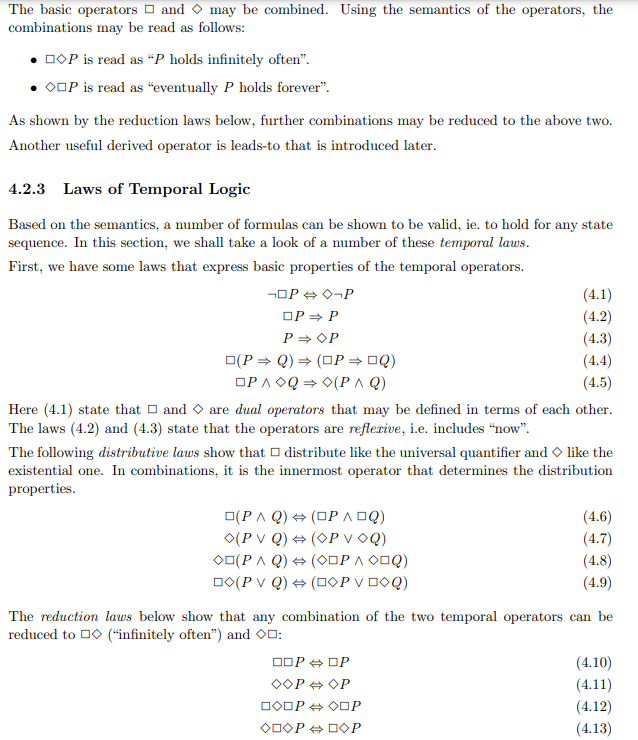 The basic operators □ and ◇ may be combined. Using the semantics of the operators, the
combinations may be read as follows:
• □◇P is read as “P holds infinitely often”.
• ◇□P is read as “eventually P holds forever”.
As shown by the reduction laws below, further combinations may be reduced to the above two.
Another useful derived operator is leads-to that is introduced later.
4.2.3 Laws of Temporal Logic
Based on the semantics, a number of formulas can be shown to be valid, ie. to hold for any state
sequence. In this section, we shall take a look of a number of these temporal laws.
First, we have some laws that express basic properties of the temporal operators.
¬□P ⇔ ◇¬P (4.1)
□P ⇒ P (4.2)
P ⇒ ◇P (4.3)
□(P ⇒ Q) ⇒ (□P ⇒ □Q) (4.4)
□P ∧ ◇Q ⇒ ◇(P ∧ Q) (4.5)
Here (4.1) state that □ and ◇ are dual operators that may be defined in terms of each other.
The laws (4.2) and (4.3) state that the operators are reflexive, i.e. includes “now”.
The following distributive laws show that □ distribute like the universal quantifier and ◇ like the
existential one. In combinations, it is the innermost operator that determines the distribution
properties.
□(P ∧ Q) ⇔ (□P ∧ □Q) (4.6)
◇(P ∨ Q) ⇔ (◇P ∨ ◇Q) (4.7)
◇□(P ∧ Q) ⇔ (◇□P ∧ ◇□Q) (4.8)
□◇(P ∨ Q) ⇔ (□◇P ∨ □◇Q) (4.9)
The reduction laws below show that any combination of the two temporal operators can be
reduced to □◇ (“infinitely often”) and ◇□:
□□P ⇔ □P (4.10)
◇◇P ⇔ ◇P (4.11)
□◇□P ⇔ ◇□P (4.12)
◇□◇P ⇔ □◇P (4.13)